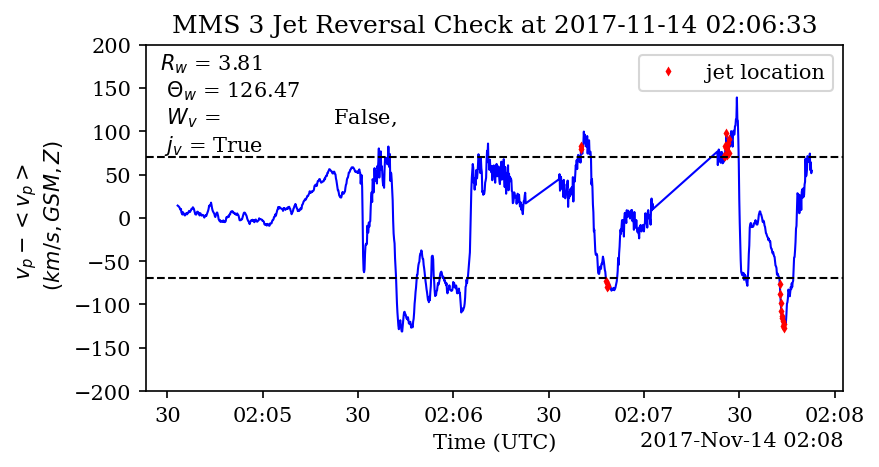 MMS 3 Jet Reversal Check at 2017-11-14 02:06:33
R_w = 3.81
Θ_w = 126.47
W_v = False,
j_v = True
jet location
200
150
100
50
0
−50
−100
−150
−200
v_p − < v_p >
(km/s, GSM, Z)
30 02:05 30 02:06 30 02:07 30 02:08
Time (UTC)
2017-Nov-14 02:08